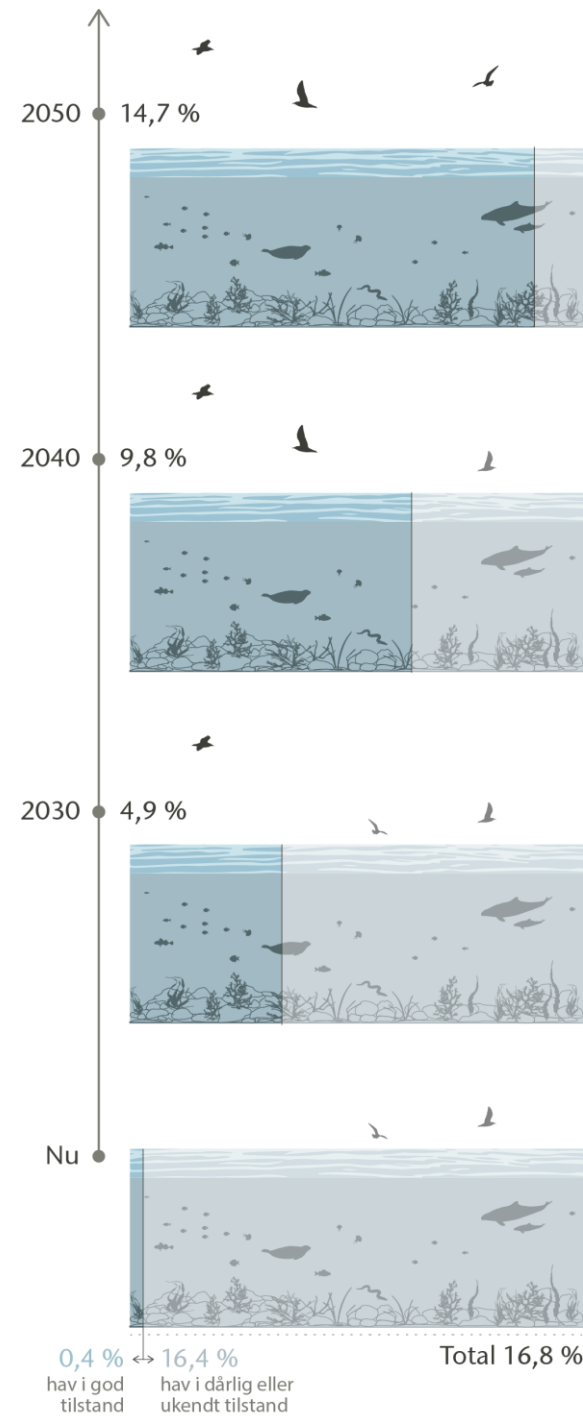 2050 14,7 %
2040 9,8 %
2030 4,9 %
Nu
0,4 % 16,4 % Total 16,8 %
hav i god hav i dårlig eller
tilstand ukendt tilstand